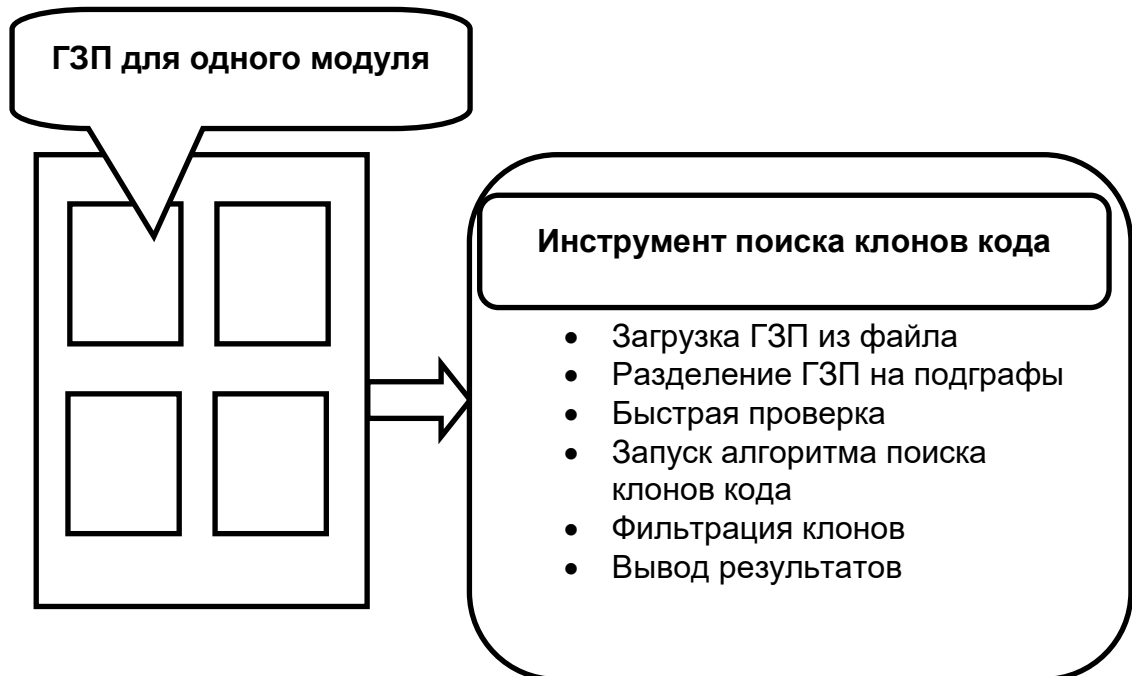 ГЗП для одного модуля
Инструмент поиска клонов кода
• Загрузка ГЗП из файла
• Разделение ГЗП на подграфы
• Быстрая проверка
• Запуск алгоритма поиска
клонов кода
• Фильтрация клонов
• Вывод результатов